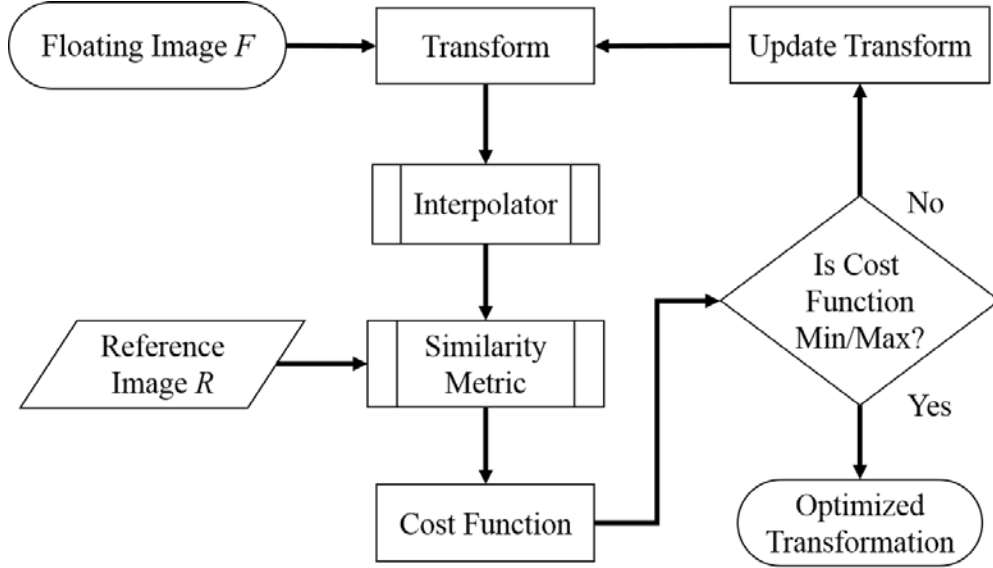 Floating Image F
Transform
Update Transform
Interpolator
No
Is Cost
Function
Min/Max?
Reference
Image R
Similarity
Metric
Yes
Cost Function
Optimized
Transformation